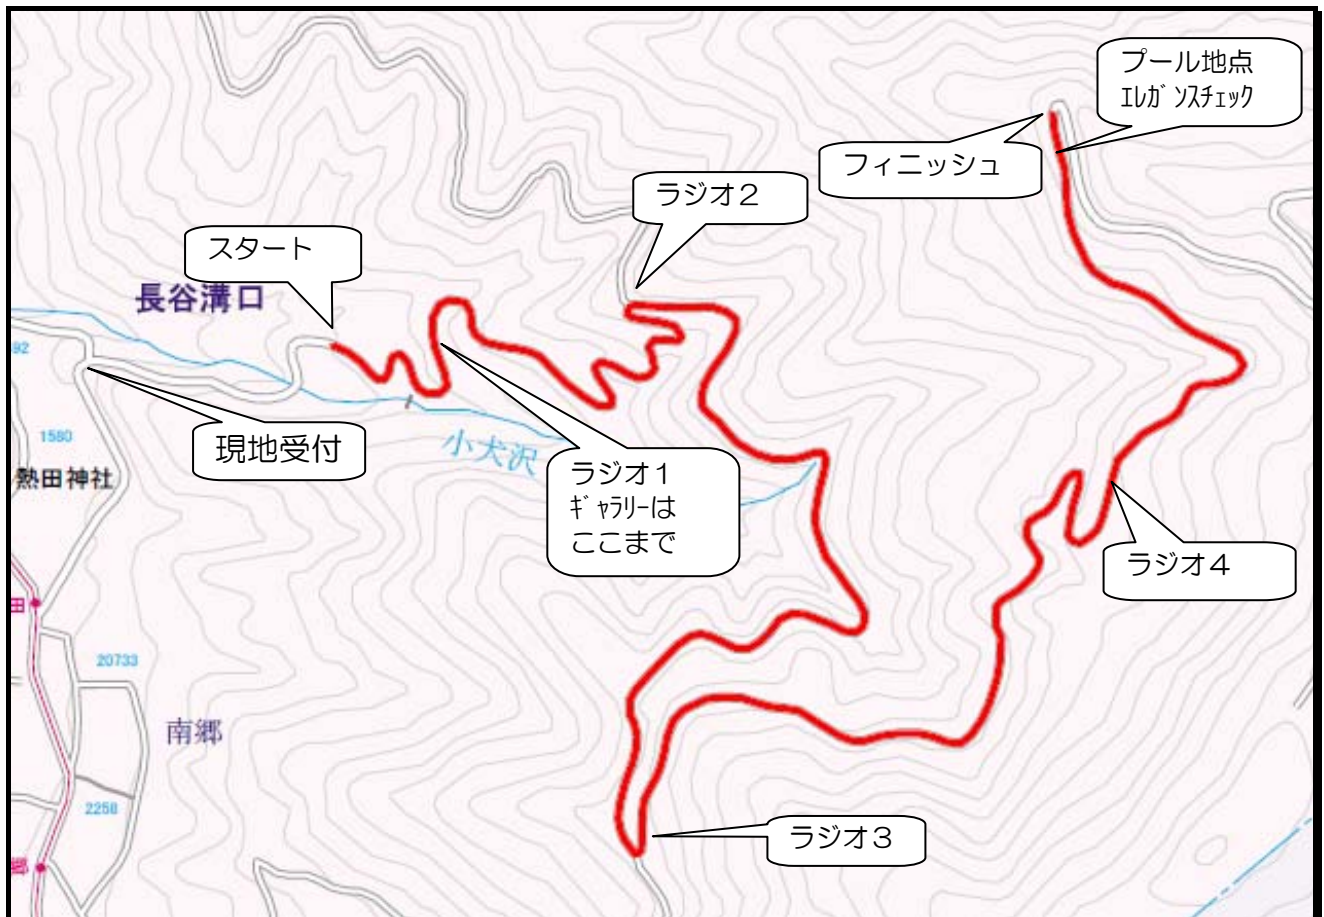 プール地点
ｴﾚｶﾞﾝｽﾁｪｯｸ
フィニッシュ
ラジオ２
スタート
長谷溝口
92
現地受付
1580
熱田神社
小犬沢
ラジオ１
ｷﾞｬﾗﾘｰは
ここまで
ラジオ４
田
20733
南郷
2258
ラジオ３